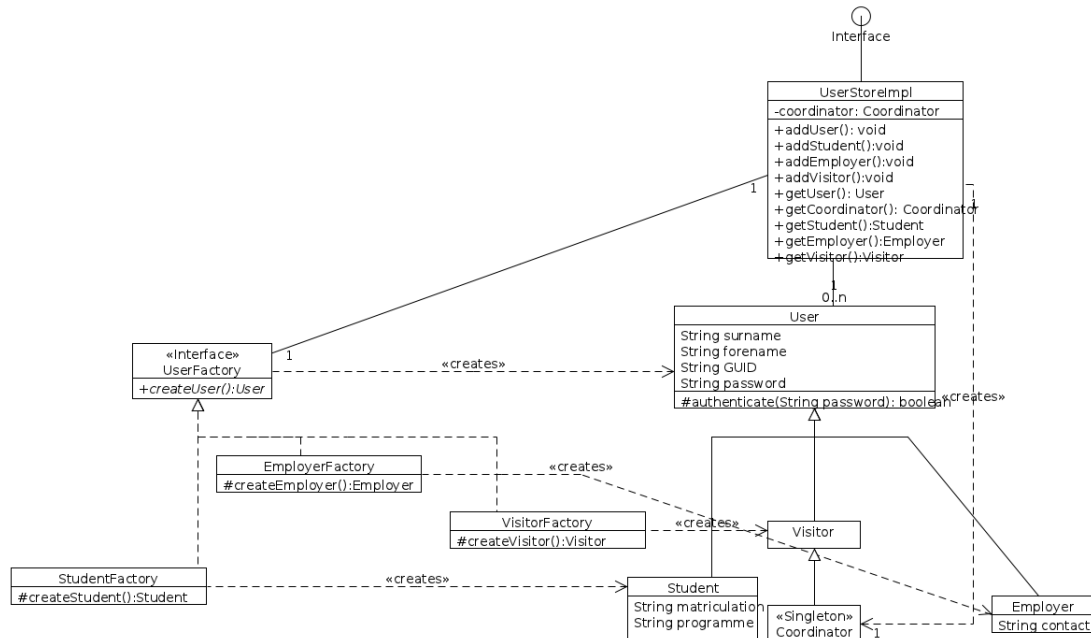 Interface
UserStoreImpl
-coordinator: Coordinator
+addUser(): void
+addStudent():void
+addEmployer():void
+addVisitor():void
+getUser(): User
+getCoordinator(): Coordinator
+getStudent():Student
+getEmployer():Employer
+getVisitor():Visitor
1
1
1
0..n
User
String surname
String forename
String GUID
String password
#authenticate(String password): boolean
«creates»
«Interface»
UserFactory
+createUser():User
1
«creates»
EmployerFactory
#createEmployer():Employer
«creates»
VisitorFactory
#createVisitor():Visitor
«creates»
Visitor
StudentFactory
#createStudent():Student
«creates»
Student
String matriculation
String programme
«Singleton»
Coordinator
1
Employer
String contact